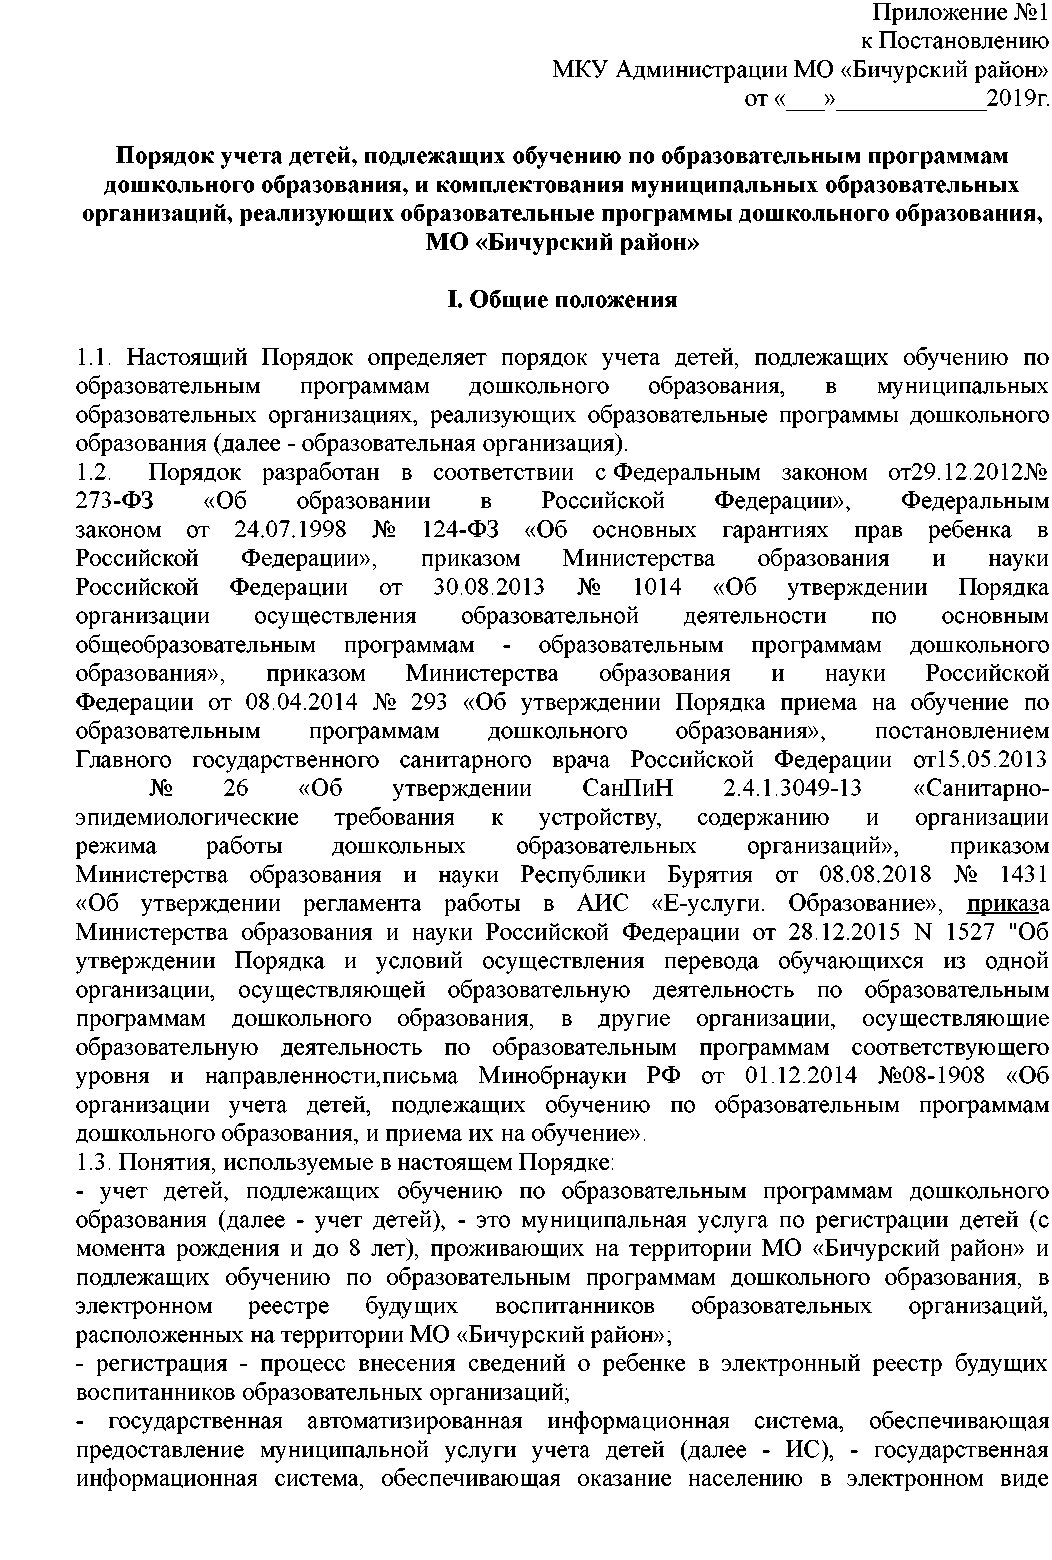 Приложение №1
к Постановлению
МКУ Администрации МО «Бичурский район»
от «___»____________2019г.
Порядок учета детей, подлежащих обучению по образовательным программам
дошкольного образования, и комплектования муниципальных образовательных
организаций, реализующих образовательные программы дошкольного образования,
МО «Бичурский район»
I. Общие положения
1.1. Настоящий Порядок определяет порядок учета детей, подлежащих обучению по
образовательным программам дошкольного образования, в муниципальных
образовательных организациях, реализующих образовательные программы дошкольного
образования (далее - образовательная организация).
1.2. Порядок разработан в соответствии с Федеральным законом от29.12.2012№
273-ФЗ «Об образовании в Российской Федерации», Федеральным
законом от 24.07.1998 № 124-ФЗ «Об основных гарантиях прав ребенка в
Российской Федерации», приказом Министерства образования и науки
Российской Федерации от 30.08.2013 № 1014 «Об утверждении Порядка
организации осуществления образовательной деятельности по основным
общеобразовательным программам - образовательным программам дошкольного
образования», приказом Министерства образования и науки Российской
Федерации от 08.04.2014 № 293 «Об утверждении Порядка приема на обучение по
образовательным программам дошкольного образования», постановлением
Главного государственного санитарного врача Российской Федерации от15.05.2013
№ 26 «Об утверждении СанПиН 2.4.1.3049-13 «Санитарно-
эпидемиологические требования к устройству, содержанию и организации
режима работы дошкольных образовательных организаций», приказом
Министерства образования и науки Республики Бурятия от 08.08.2018 № 1431
«Об утверждении регламента работы в АИС «Е-услуги. Образование», приказа
Министерства образования и науки Российской Федерации от 28.12.2015 N 1527 "Об
утверждении Порядка и условий осуществления перевода обучающихся из одной
организации, осуществляющей образовательную деятельность по образовательным
программам дошкольного образования, в другие организации, осуществляющие
образовательную деятельность по образовательным программам соответствующего
уровня и направленности,письма Минобрнауки РФ от 01.12.2014 №08-1908 «Об
организации учета детей, подлежащих обучению по образовательным программам
дошкольного образования, и приема их на обучение».
1.3. Понятия, используемые в настоящем Порядке:
- учет детей, подлежащих обучению по образовательным программам дошкольного
образования (далее - учет детей), - это муниципальная услуга по регистрации детей (с
момента рождения и до 8 лет), проживающих на территории МО «Бичурский район» и
подлежащих обучению по образовательным программам дошкольного образования, в
электронном реестре будущих воспитанников образовательных организаций,
расположенных на территории МО «Бичурский район»;
- регистрация - процесс внесения сведений о ребенке в электронный реестр будущих
воспитанников образовательных организаций;
- государственная автоматизированная информационная система, обеспечивающая
предоставление муниципальной услуги учета детей (далее - ИС), - государственная
информационная система, обеспечивающая оказание населению в электронном виде